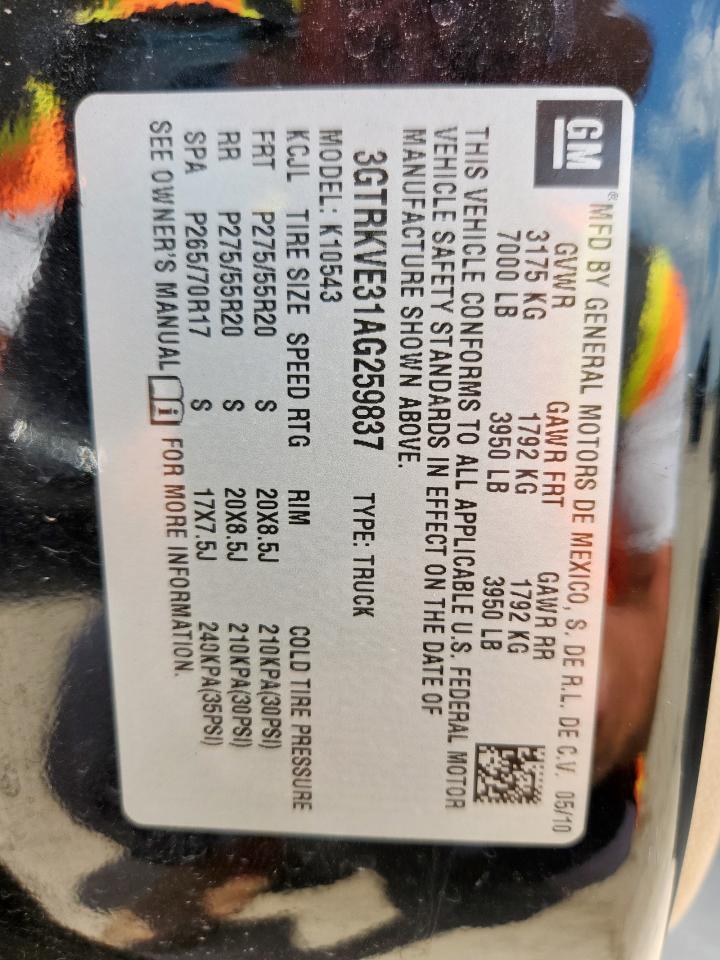 GM
®MFD BY GENERAL MOTORS DE MEXICO, S. DE R.L. DE C.V. 05/10
GVWR GAWR FRT GAWR RR
3175 KG 1792 KG 1792 KG
7000 LB 3950 LB 3950 LB
THIS VEHICLE CONFORMS TO ALL APPLICABLE U.S. FEDERAL MOTOR
VEHICLE SAFETY STANDARDS IN EFFECT ON THE DATE OF
MANUFACTURE SHOWN ABOVE.
3GTRKVE31AG259837 TYPE: TRUCK
MODEL: K10543
KCJL TIRE SIZE SPEED RTG RIM COLD TIRE PRESSURE
FRT P275/55R20 S 20X8.5J 210KPA(30PSI)
RR P275/55R20 S 20X8.5J 210KPA(30PSI)
SPA P265/70R17 S 17X7.5J 240KPA(35PSI)
SEE OWNER'S MANUAL FOR MORE INFORMATION.